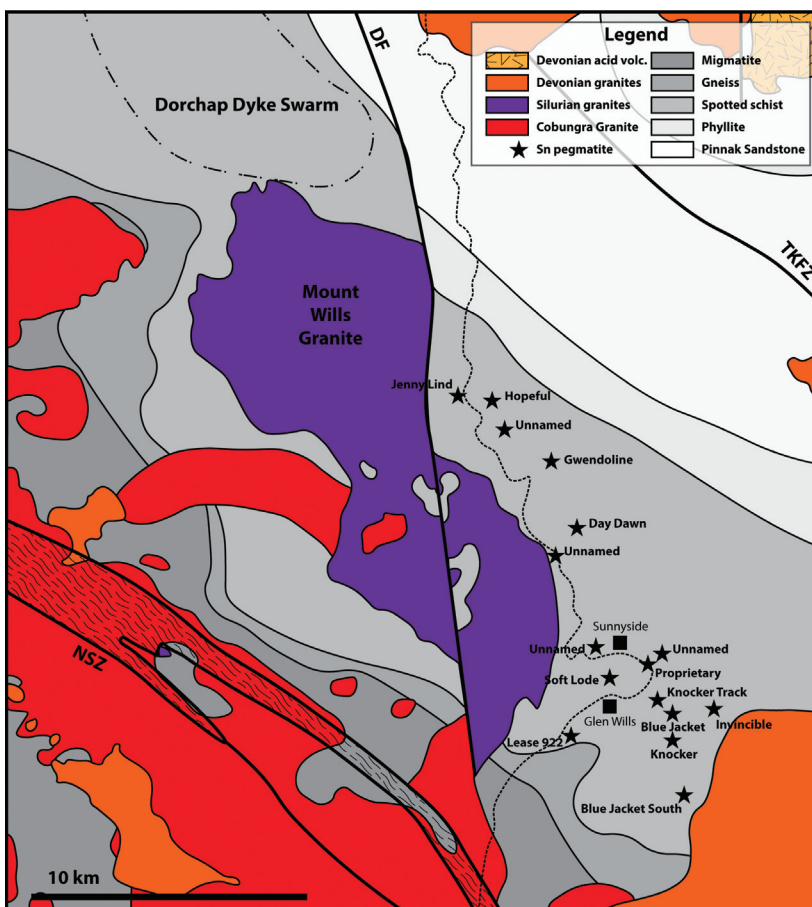 DF
Legend
Devonian acid volc.
Devonian granites
Silurian granites
Cobungra Granite
Sn pegmatite
Migmatite
Gneiss
Spotted schist
Phyllite
Pinnak Sandstone
Dorchap Dyke Swarm
TKFZ
Mount
Wills
Granite
Jenny Lind
Hopeful
Unnamed
Gwendoline
Day Dawn
Unnamed
Sunnyside
Unnamed
Unnamed
Proprietary
Soft Lode
Knocker Track
NSZ
Glen Wills
Blue Jacket
Invincible
Lease 922
Knocker
Blue Jacket South
10 km